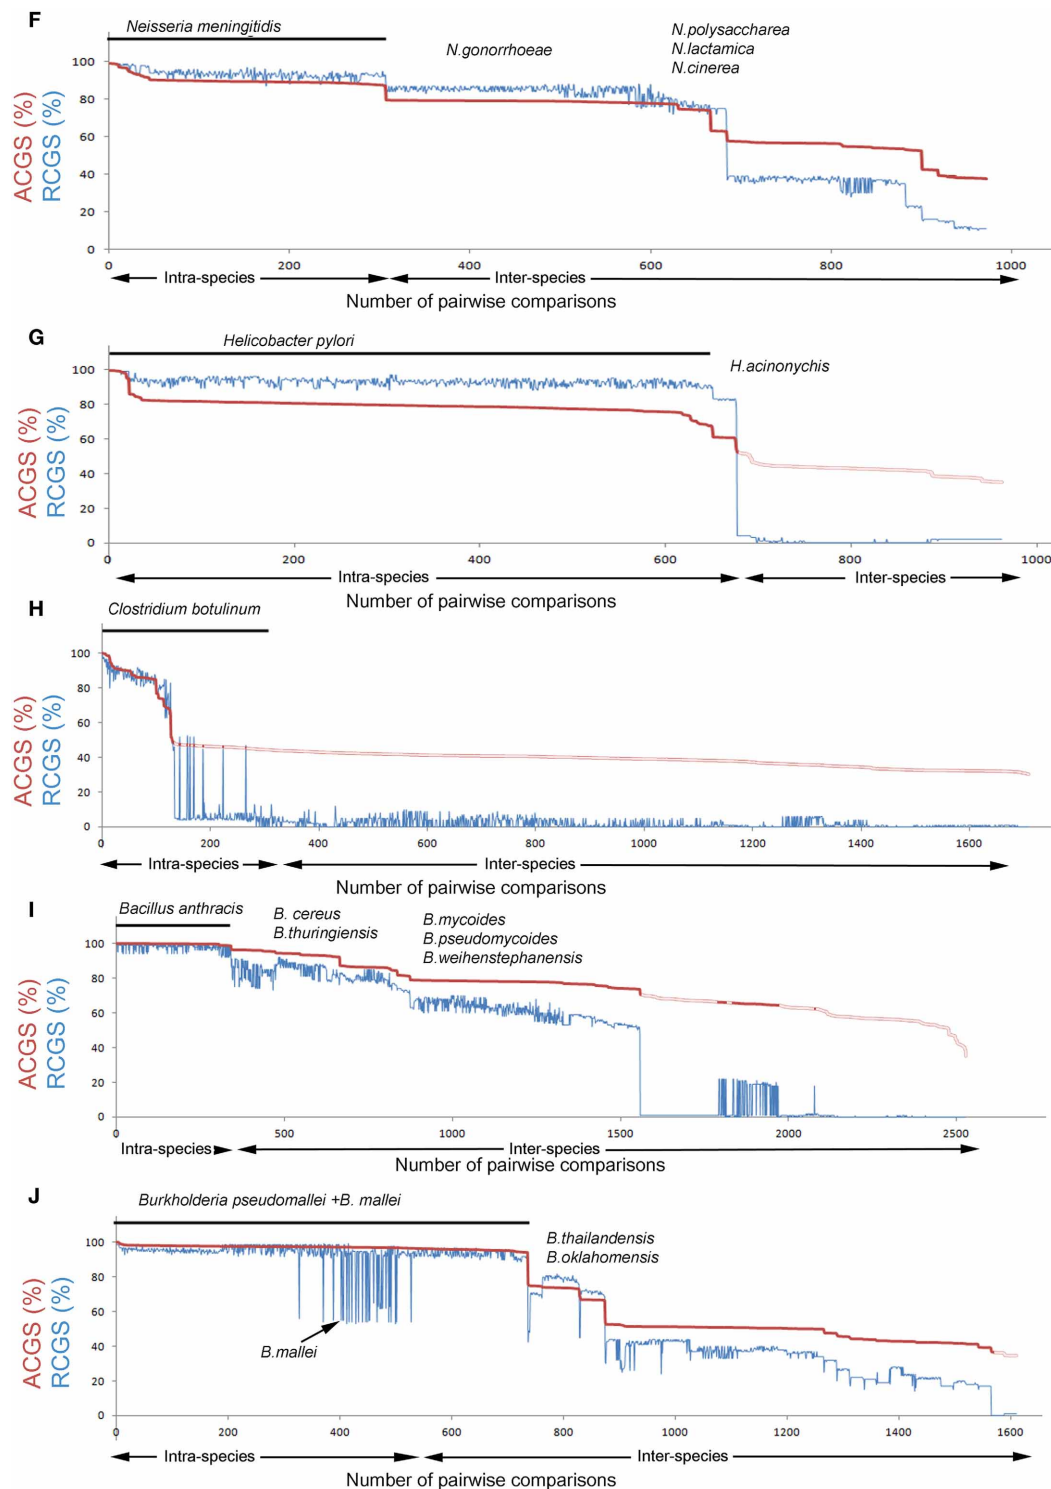 F
Neisseria meningitidis
N.gonorrhoeae
N.polysaccharea
N.lactamica
N.cinerea
ACGS (%)
RCGS (%)
100
80
60
40
20
0
0 200 400 600 800 1000
Intra-species Inter-species
Number of pairwise comparisons
G
Helicobacter pylori
H.acinonychis
ACGS (%)
RCGS (%)
100
80
60
40
20
0
0 200 400 600 800 1000
Intra-species Inter-species
Number of pairwise comparisons
H
Clostridium botulinum
ACGS (%)
RCGS (%)
100
80
60
40
20
0
0 200 400 600 800 1000 1200 1400 1600
Intra-species Inter-species
Number of pairwise comparisons
I
Bacillus anthracis
B. cereus
B.thuringiensis
B.mycoides
B.pseudomycoides
B.weihenstephanensis
ACGS (%)
RCGS (%)
100
80
60
40
20
0
0 500 1000 1500 2000 2500
Intra-species Inter-species
Number of pairwise comparisons
J
Burkholderia pseudomallei +B. mallei
B.thailandensis
B.oklahomensis
B.mallei
ACGS (%)
RCGS (%)
100
80
60
40
20
0
0 200 400 600 800 1000 1200 1400 1600
Intra-species Inter-species
Number of pairwise comparisons